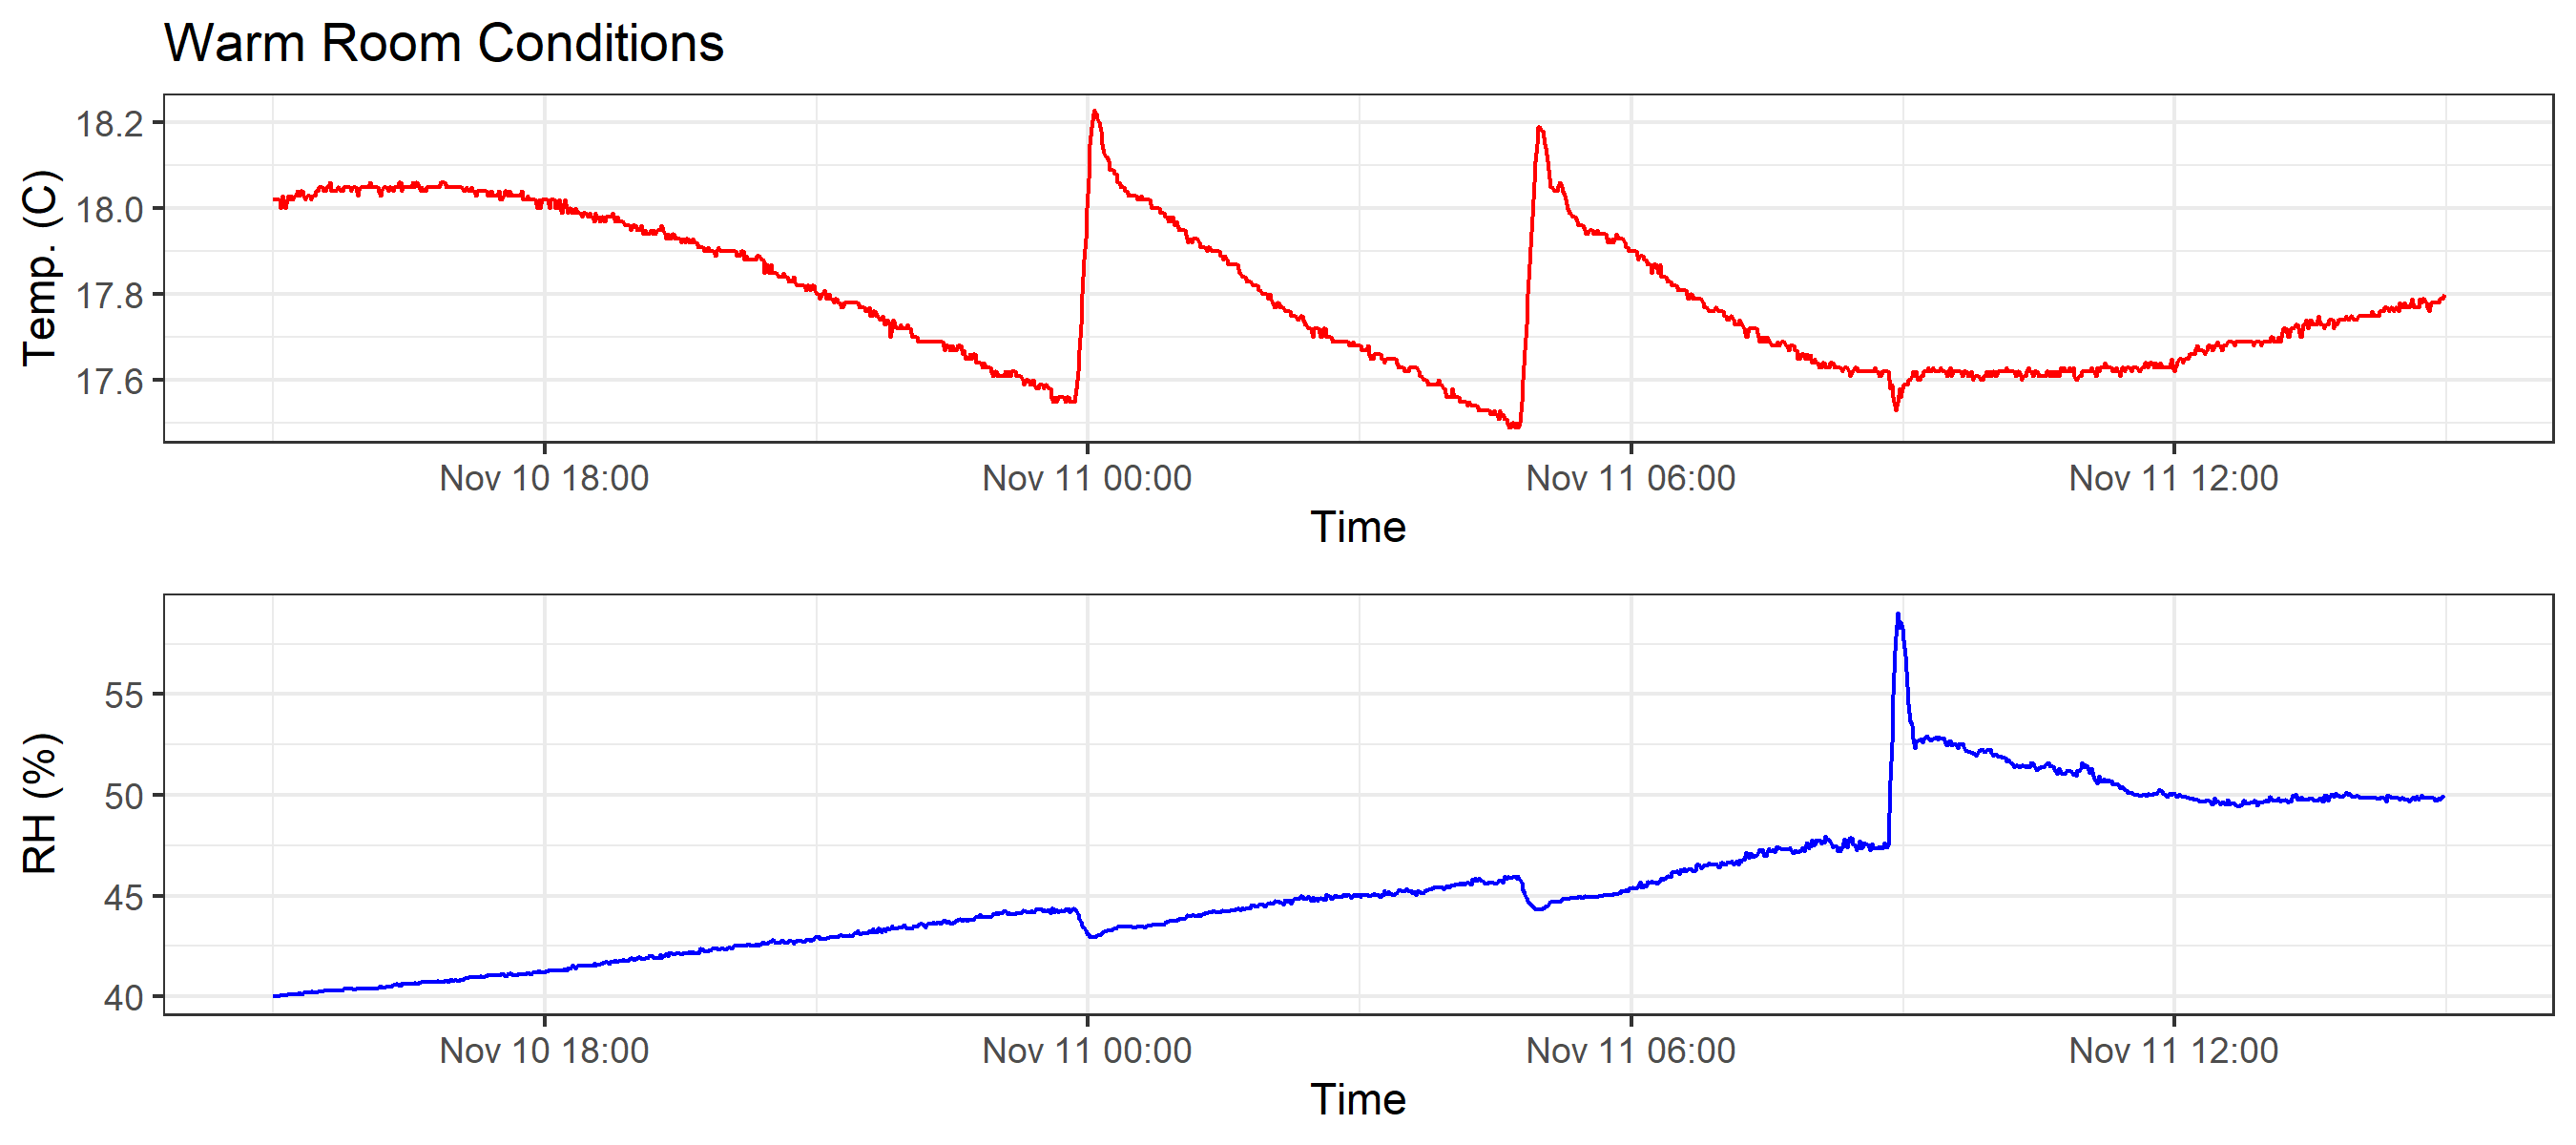 Warm Room Conditions
Temp. (C)
18.2
18.0
17.8
17.6
Nov 10 18:00 Nov 11 00:00 Nov 11 06:00 Nov 11 12:00
Time
RH (%)
55
50
45
40
Nov 10 18:00 Nov 11 00:00 Nov 11 06:00 Nov 11 12:00
Time